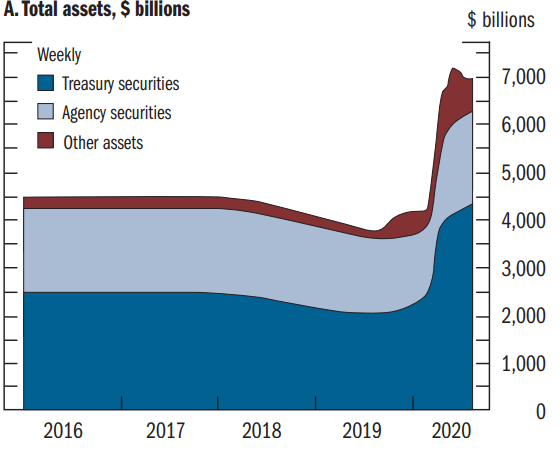 A. Total assets, $ billions
$ billions
Weekly
Treasury securities
Agency securities
Other assets
7,000
6,000
5,000
4,000
3,000
2,000
1,000
0
2016 2017 2018 2019 2020